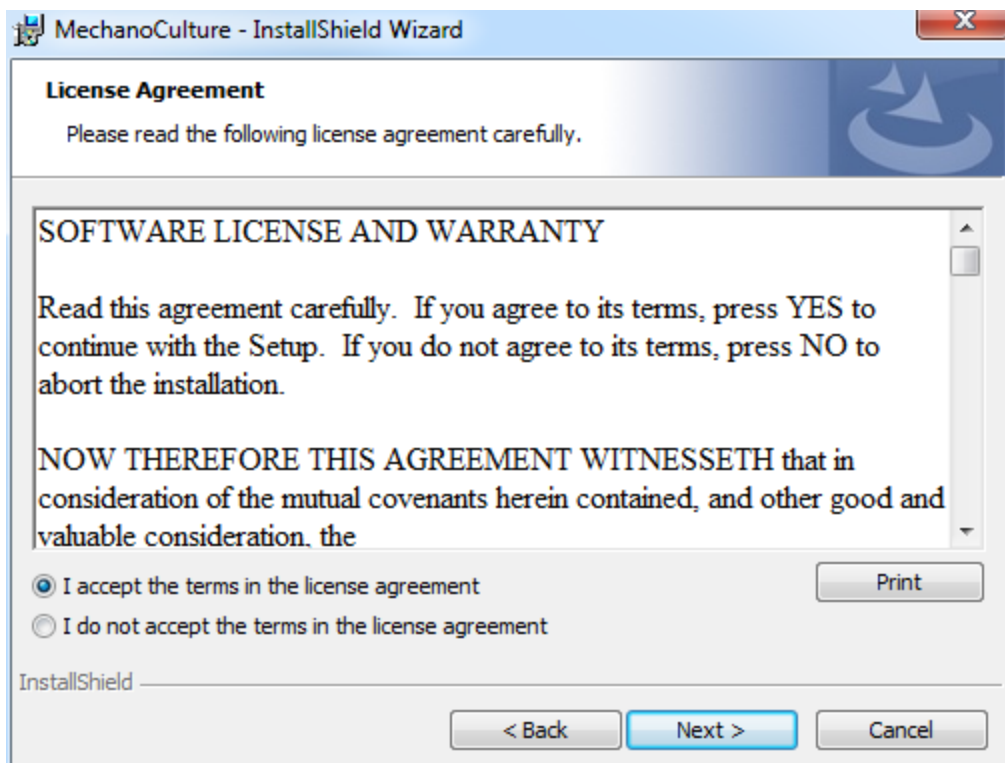 MechanoCulture - InstallShield Wizard
License Agreement
Please read the following license agreement carefully.
SOFTWARE LICENSE AND WARRANTY
Read this agreement carefully.  If you agree to its terms, press YES to
continue with the Setup.  If you do not agree to its terms, press NO to
abort the installation.
NOW THEREFORE THIS AGREEMENT WITNESSETH that in
consideration of the mutual covenants herein contained, and other good and
valuable consideration, the
I accept the terms in the license agreement
Print
I do not accept the terms in the license agreement
InstallShield
< Back
Next >
Cancel